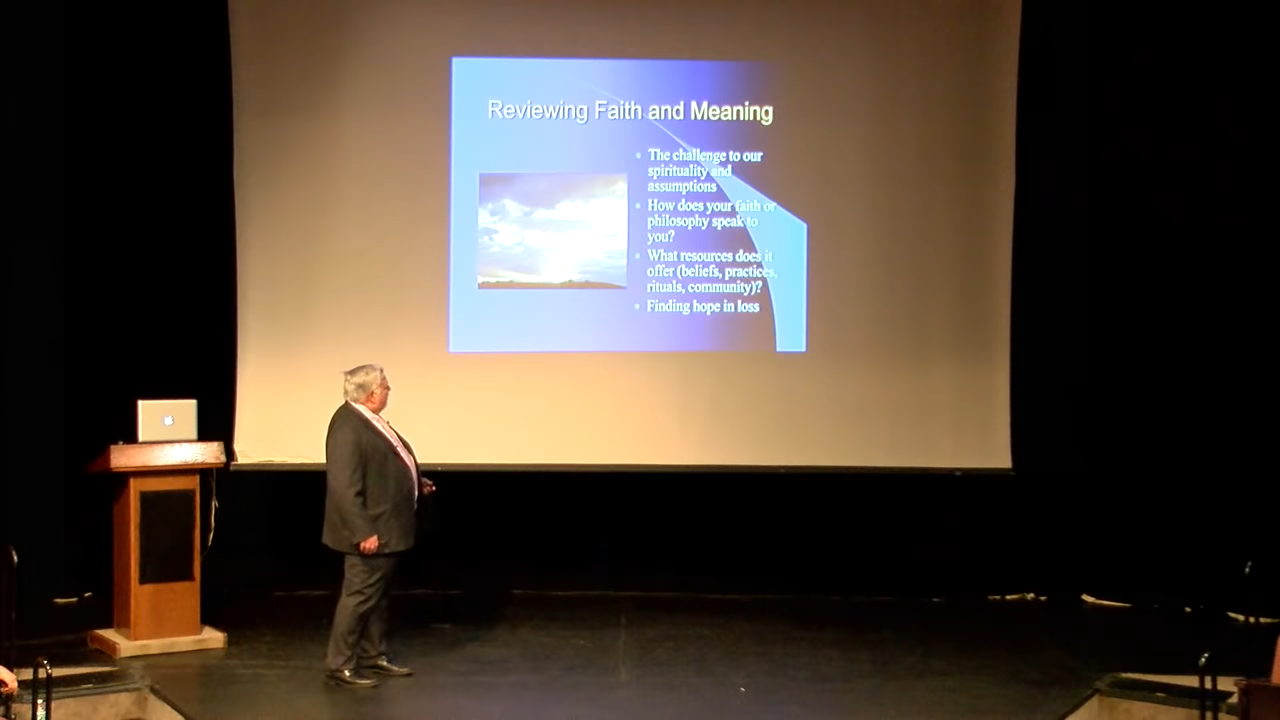 Reviewing Faith and Meaning
• The challenge to our
spirituality and
assumptions
• How does your faith or
philosophy speak to
you?
• What resources does it
offer (beliefs, practices,
rituals, community)?
• Finding hope in loss